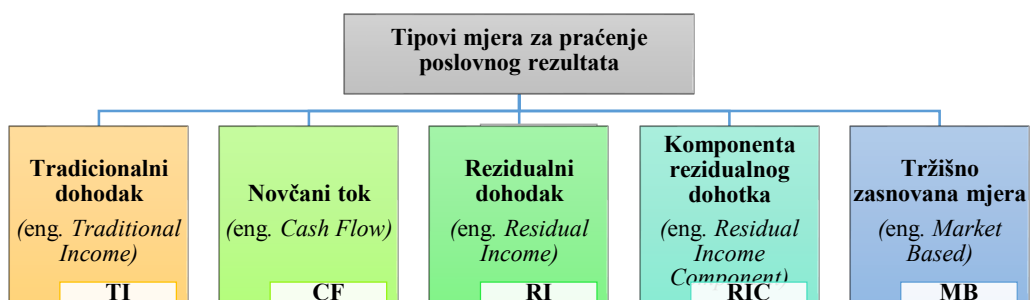 Tipovi mjera za praćenje
poslovnog rezultata
Tradicionalni
dohodak
(eng. Traditional
Income)
TI
Novčani tok
(eng. Cash Flow)
CF
Rezidualni
dohodak
(eng. Residual
Income)
RI
Komponenta
rezidualnog
dohotka
(eng. Residual
Income
Component)
RIC
Tržišno
zasnovana mjera
(eng. Market
Based)
MB